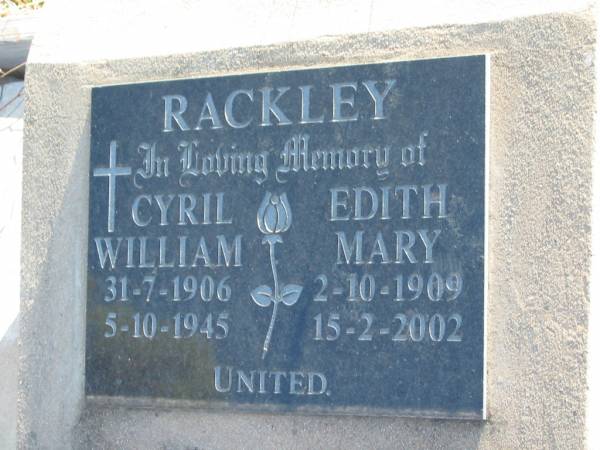 RACKLEY
In Loving Memory of
CYRIL EDITH
WILLIAM MARY
31-7-1906 2-10-1909
5-10-1945 15-2-2002
UNITED.